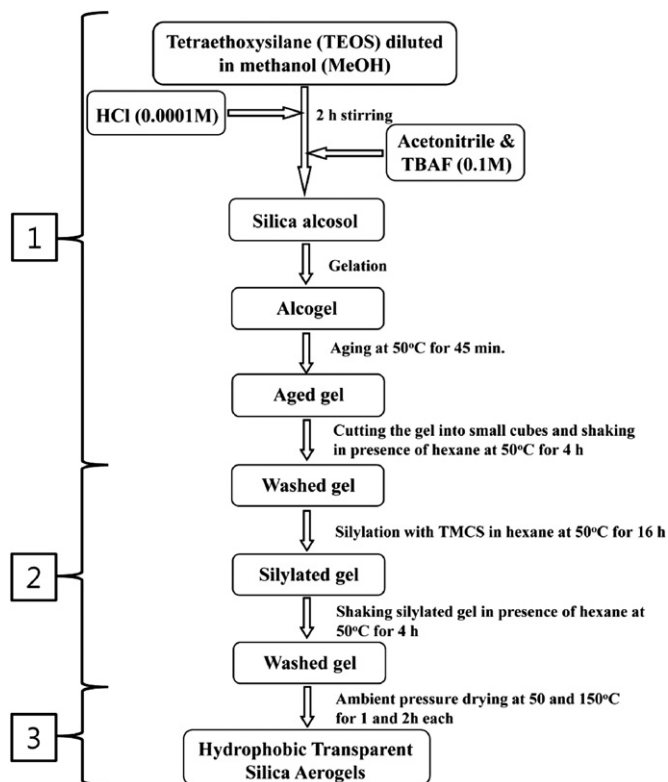 Tetraethoxysilane (TEOS) diluted
in methanol (MeOH)
HCl (0.0001M)
2 h stirring
Acetonitrile &
TBAF (0.1M)
1
Silica alcosol
Gelation
Alcogel
Aging at 50°C for 45 min.
Aged gel
Cutting the gel into small cubes and shaking
in presence of hexane at 50°C for 4 h
Washed gel
Silylation with TMCS in hexane at 50°C for 16 h
2
Silylated gel
Shaking silylated gel in presence of hexane at
50°C for 4 h
Washed gel
Ambient pressure drying at 50 and 150°C
for 1 and 2h each
3
Hydrophobic Transparent
Silica Aerogels